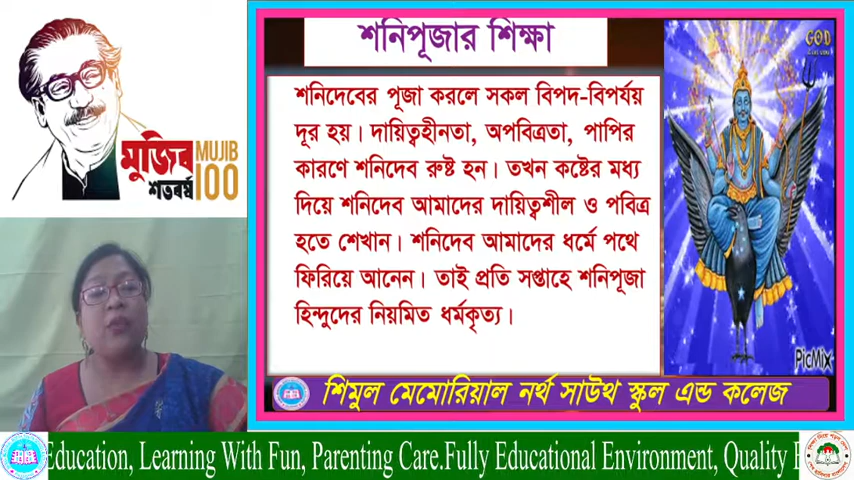 শনিপূজার শিক্ষা
শনিদেবের পূজা করলে সকল বিপদ-বিপর্যয়
দূর হয়। দায়িত্বহীনতা, অপবিত্রতা, পাপির
কারণে শনিদেব রুষ্ট হন। তখন কষ্টের মধ্য
দিয়ে শনিদেব আমাদের দায়িত্বশীল ও পবিত্র
হতে শেখান। শনিদেব আমাদের ধর্মে পথে
ফিরিয়ে আনেন। তাই প্রতি সপ্তাহে শনিপূজা
হিন্দুদের নিয়মিত ধর্মকৃত্য।
মুজিব
শতবর্ষ
MUJIB
100
GOD
PicMix
শিমুল মেমোরিয়াল নর্থ সাউথ স্কুল এন্ড কলেজ
Education, Learning With Fun, Parenting Care.Fully Educational Environment, Quality